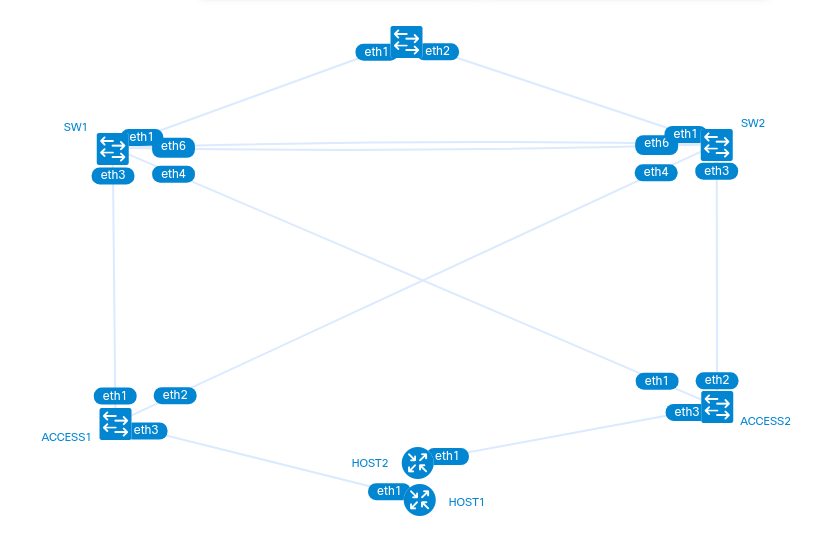 eth1
eth2
SW1
eth1
eth6
eth3
eth4
SW2
eth1
eth6
eth4
eth3
eth1
eth2
ACCESS1
eth3
eth1
eth2
eth3
ACCESS2
HOST2
eth1
eth1
HOST1